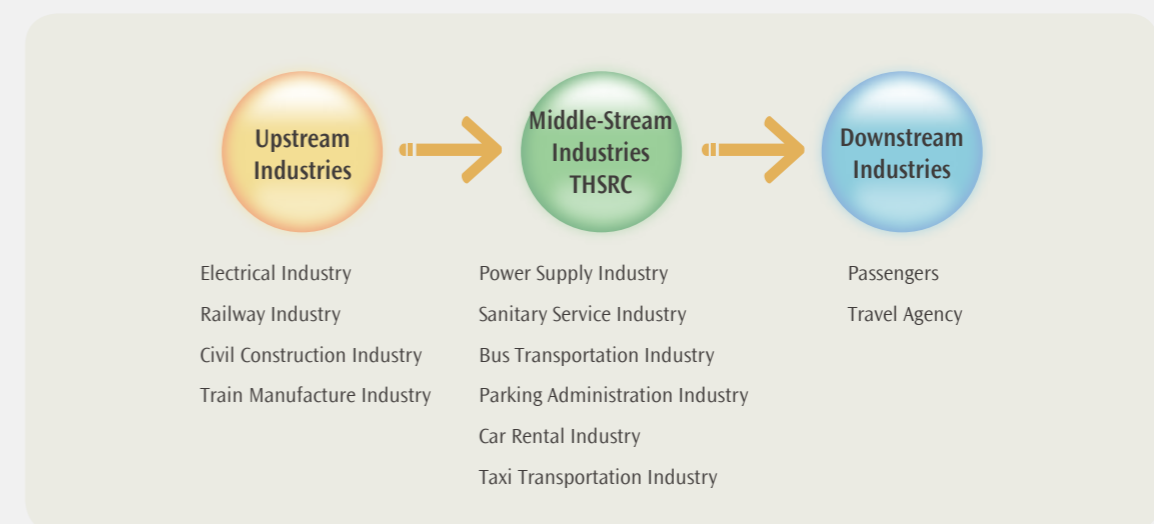 Upstream
Industries
Middle-Stream
Industries
THSRC
Downstream
Industries
Electrical Industry
Railway Industry
Civil Construction Industry
Train Manufacture Industry
Power Supply Industry
Sanitary Service Industry
Bus Transportation Industry
Parking Administration Industry
Car Rental Industry
Taxi Transportation Industry
Passengers
Travel Agency